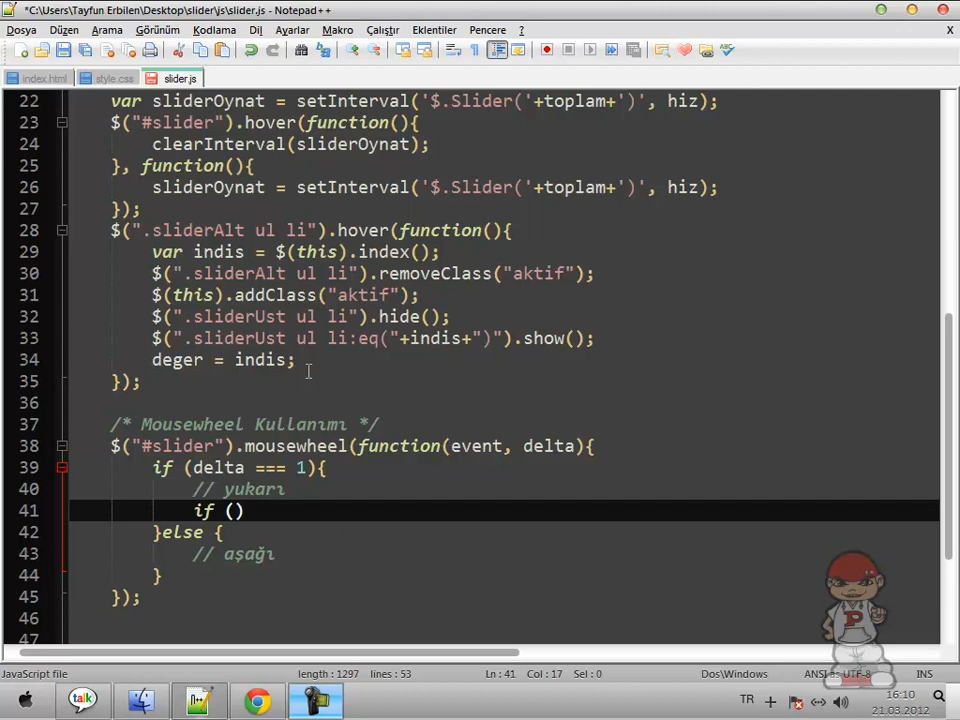 *C:\Users\Tayfun Erbilen\Desktop\slider\js\slider.js - Notepad++
Dosya Düzen Arama Görünüm Kodlama Dil Ayarlar Makro Çalıştır Eklentiler Pencere ? X
index.html style.css slider.js
22 var sliderOynat = setInterval('$.Slider('+toplam+')', hiz);
23 $("#slider").hover(function(){
24 clearInterval(sliderOynat);
25 }, function(){
26 sliderOynat = setInterval('$.Slider('+toplam+')', hiz);
27 });
28 $(".sliderAlt ul li").hover(function(){
29 var indis = $(this).index();
30 $(".sliderAlt ul li").removeClass("aktif");
31 $(this).addClass("aktif");
32 $(".sliderUst ul li").hide();
33 $(".sliderUst ul li:eq("+indis+")").show();
34 deger = indis;
35 });
36
37 /* Mousewheel Kullanımı */
38 $("#slider").mousewheel(function(event, delta){
39 if (delta === 1){
40 // yukarı
41 if ()
42 }else {
43 // aşağı
44 }
45 });
46
47
P
JavaScript file length : 1297 lines : 53 Ln : 41 Col : 17 Sel : 0 Dos\Windows ANSI as UTF-8 INS
talk TR 16:10
21.03.2012